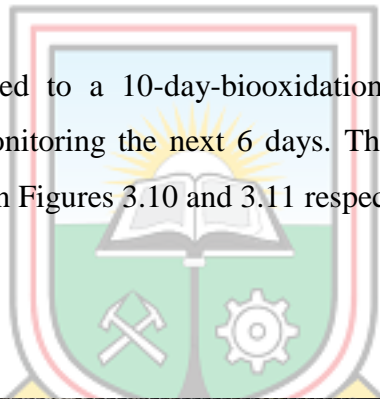 ed to a 10-day-biooxidation
onitoring the next 6 days. Th
n Figures 3.10 and 3.11 respec